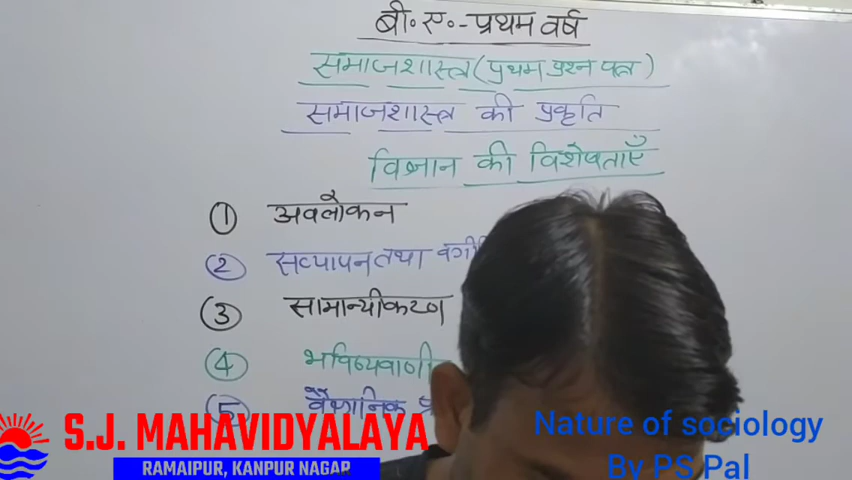 बी॰ ए॰ - प्रथम वर्ष
समाजशास्त्र (प्रथम प्रश्न पत्र)
समाजशास्त्र की प्रकृति
विज्ञान की विशेषताएँ
① अवलोकन
② सत्यापन तथा
③ सामान्यीकरण
④ भविष्यवाणी
⑤ वैज्ञानिक
S.J. MAHAVIDYALAYA
RAMAIPUR, KANPUR NAGAR
Nature of sociology
By PS Pal